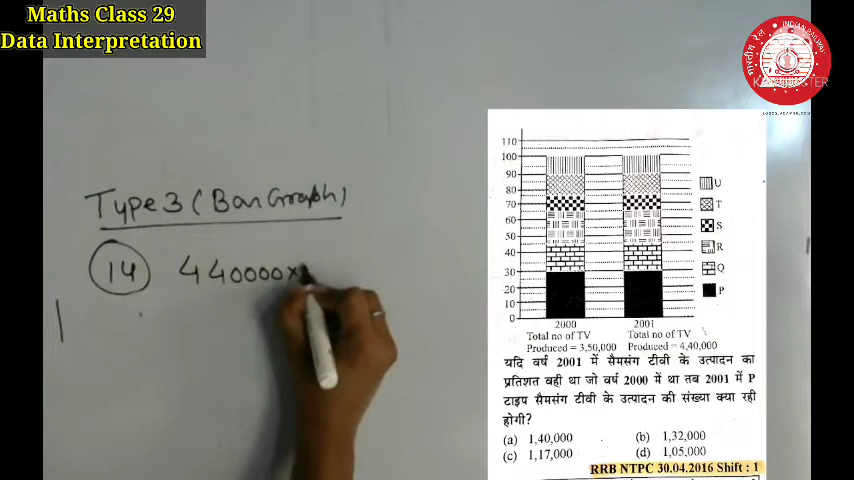 Maths Class 29
Data Interpretation
INDIAN RAILWAY
भारतीय रेल
Type 3 (Bar Graph)
14 440000×
110
100
90
80
70
60
50
40
30
20
10
0
U
T
S
R
Q
P
2000 2001
Total no of TV Total no of TV
Produced = 3,50,000 Produced = 4,40,000
यदि वर्ष 2001 में सैमसंग टीवी के उत्पादन का
प्रतिशत वही था जो वर्ष 2000 में था तब 2001 में P
टाइप सैमसंग टीवी के उत्पादन की संख्या क्या रही
होगी?
(a) 1,40,000 (b) 1,32,000
(c) 1,17,000 (d) 1,05,000
RRB NTPC 30.04.2016 Shift : 1